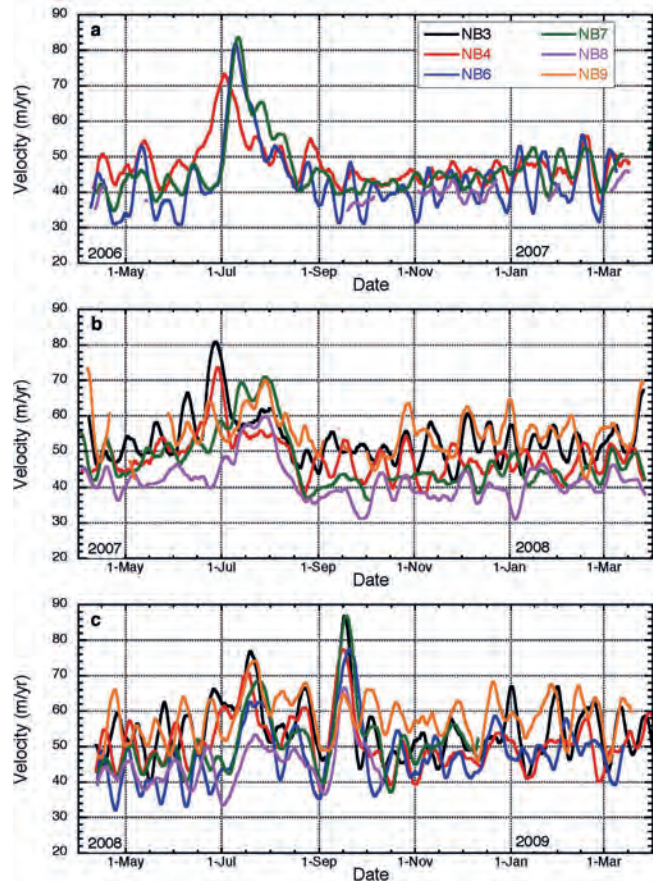 a
NB3 NB7
NB4 NB8
NB6 NB9
90
80
70
60
50
40
30
20
Velocity (m/yr)
2006 2007
1-May 1-Jul 1-Sep 1-Nov 1-Jan 1-Mar
Date
b
90
80
70
60
50
40
30
20
Velocity (m/yr)
2007 2008
1-May 1-Jul 1-Sep 1-Nov 1-Jan 1-Mar
Date
c
90
80
70
60
50
40
30
20
Velocity (m/yr)
2008 2009
1-May 1-Jul 1-Sep 1-Nov 1-Jan 1-Mar
Date